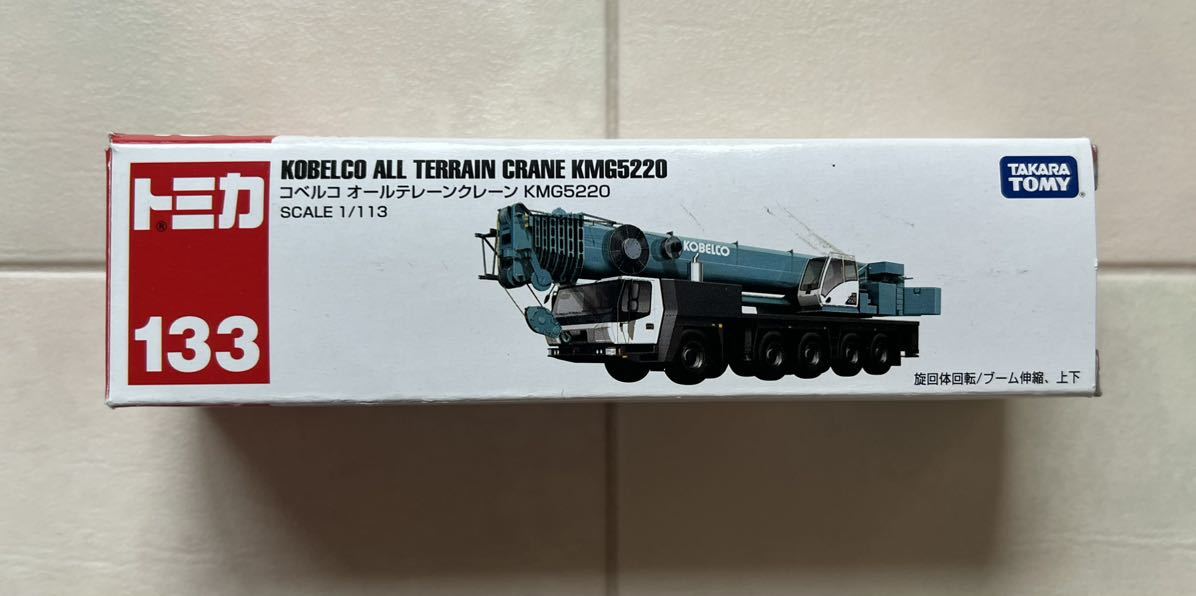 トミカ®
133
KOBELCO ALL TERRAIN CRANE KMG5220
コベルコ オールテレーンクレーン KMG5220
SCALE 1/113
KOBELCO
TAKARA
TOMY®
旋回体回転/ブーム伸縮、上下